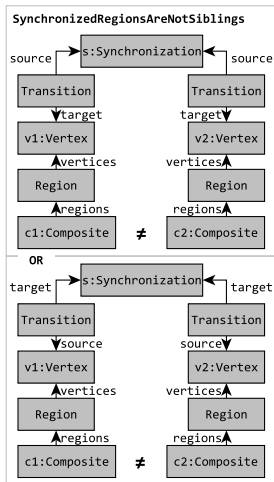 SynchronizedRegionsAreNotSiblings
s:Synchronization
source source
Transition Transition
target target
v1:Vertex v2:Vertex
vertices vertices
Region Region
regions regions
c1:Composite ≠ c2:Composite
OR
s:Synchronization
target target
Transition Transition
source source
v1:Vertex v2:Vertex
vertices vertices
Region Region
regions regions
c1:Composite ≠ c2:Composite